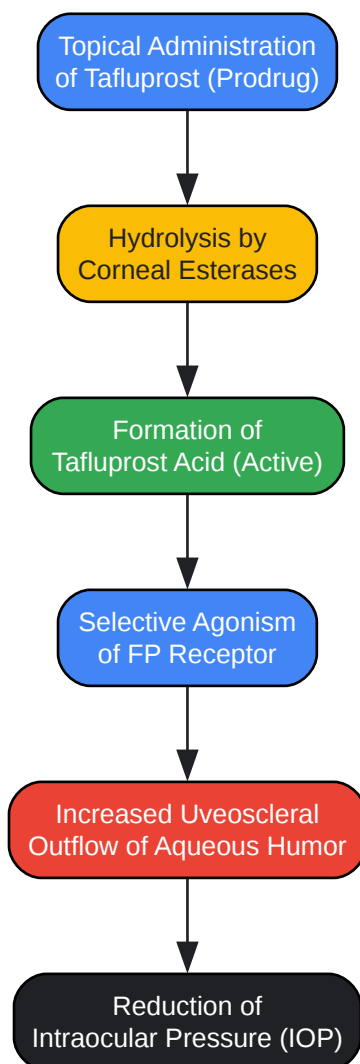 Topical Administration
of Tafluprost (Prodrug)
Hydrolysis by
Corneal Esterases
Formation of
Tafluprost Acid (Active)
Selective Agonism
of FP Receptor
Increased Uveoscleral
Outflow of Aqueous Humor
Reduction of
Intraocular Pressure (IOP)